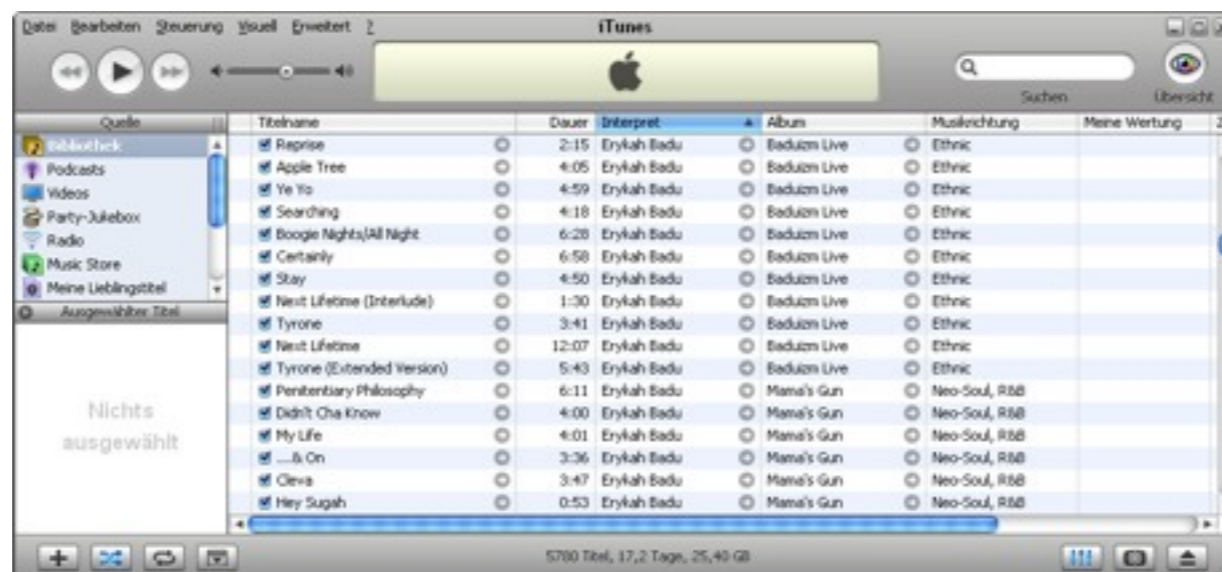 Datei Bearbeiten Steuerung Visuell Erweitert ?
iTunes
Suchen
Übersicht
Quelle
Bibliothek
Podcasts
Videos
Party-Jukebox
Radio
Music Store
Meine Lieblingstitel
Ausgewählter Titel
Nichts
ausgewählt
Titelname Dauer Interpret Album Musikrichtung Meine Wertung
Reprise 2:15 Erykah Badu Baduizm Live Ethnic
Apple Tree 4:05 Erykah Badu Baduizm Live Ethnic
Ye Yo 4:59 Erykah Badu Baduizm Live Ethnic
Searching 4:18 Erykah Badu Baduizm Live Ethnic
Boogie Nights/All Night 6:28 Erykah Badu Baduizm Live Ethnic
Certainly 6:58 Erykah Badu Baduizm Live Ethnic
Stay 4:50 Erykah Badu Baduizm Live Ethnic
Next Lifetime (Interlude) 1:30 Erykah Badu Baduizm Live Ethnic
Tyrone 3:41 Erykah Badu Baduizm Live Ethnic
Next Lifetime 12:07 Erykah Badu Baduizm Live Ethnic
Tyrone (Extended Version) 5:43 Erykah Badu Baduizm Live Ethnic
Penitentiary Philosophy 6:11 Erykah Badu Mama's Gun Neo-Soul, R&B
Didn't Cha Know 4:00 Erykah Badu Mama's Gun Neo-Soul, R&B
My Life 4:01 Erykah Badu Mama's Gun Neo-Soul, R&B
....& On 3:36 Erykah Badu Mama's Gun Neo-Soul, R&B
Cleva 3:47 Erykah Badu Mama's Gun Neo-Soul, R&B
Hey Sugah 0:53 Erykah Badu Mama's Gun Neo-Soul, R&B
5780 Titel, 17,2 Tage, 25,40 GB